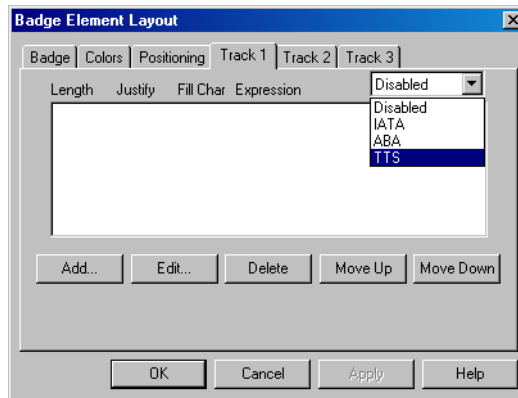 Badge Element Layout
Badge Colors Positioning Track 1 Track 2 Track 3
Length Justify Fill Char Expression Disabled
Disabled
IATA
ABA
TTS
Add... Edit... Delete Move Up Move Down
OK Cancel Apply Help